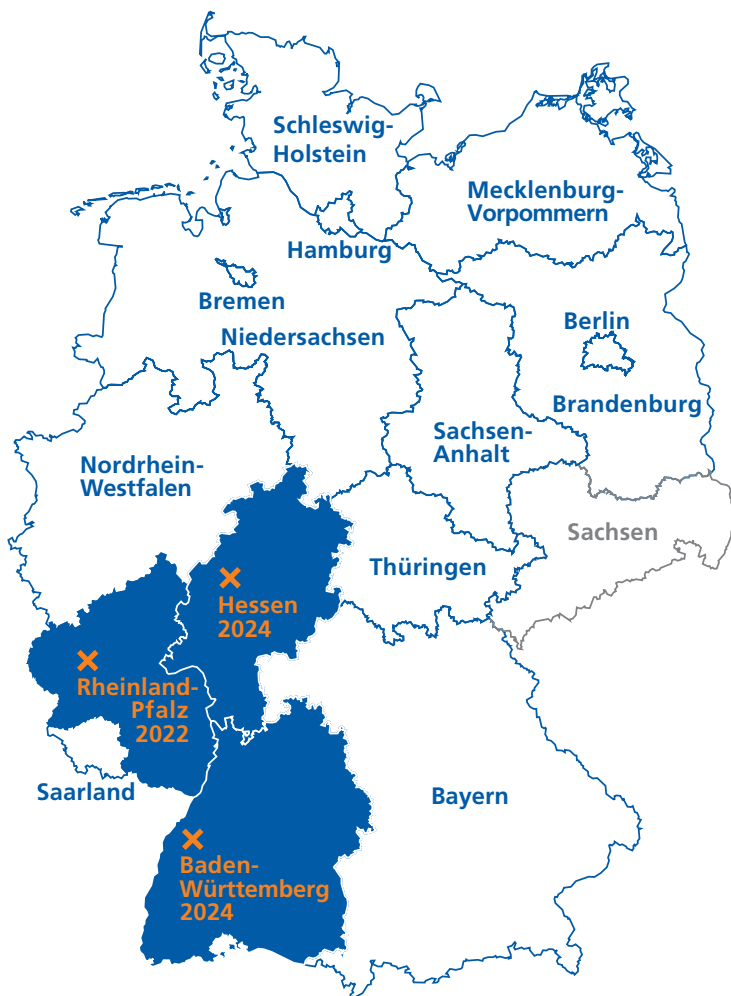 Schleswig-
Holstein
Mecklenburg-
Vorpommern
Hamburg
Bremen
Niedersachsen
Berlin
Brandenburg
Sachsen-
Anhalt
Nordrhein-
Westfalen
Sachsen
Thüringen
Hessen
2024
Rheinland-
Pfalz
2022
Saarland
Bayern
Baden-
Württemberg
2024